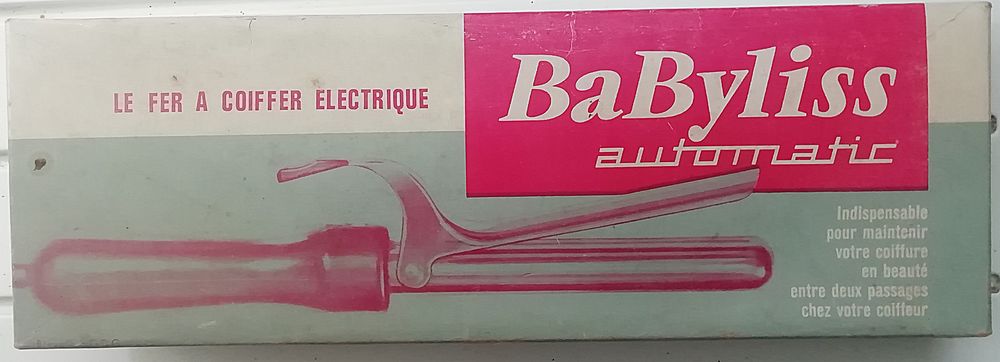 LE FER A COIFFER ELECTRIQUE
BaByliss
automatic
Indispensable
pour maintenir
votre coiffure
en beauté
entre deux passages
chez votre coiffeur